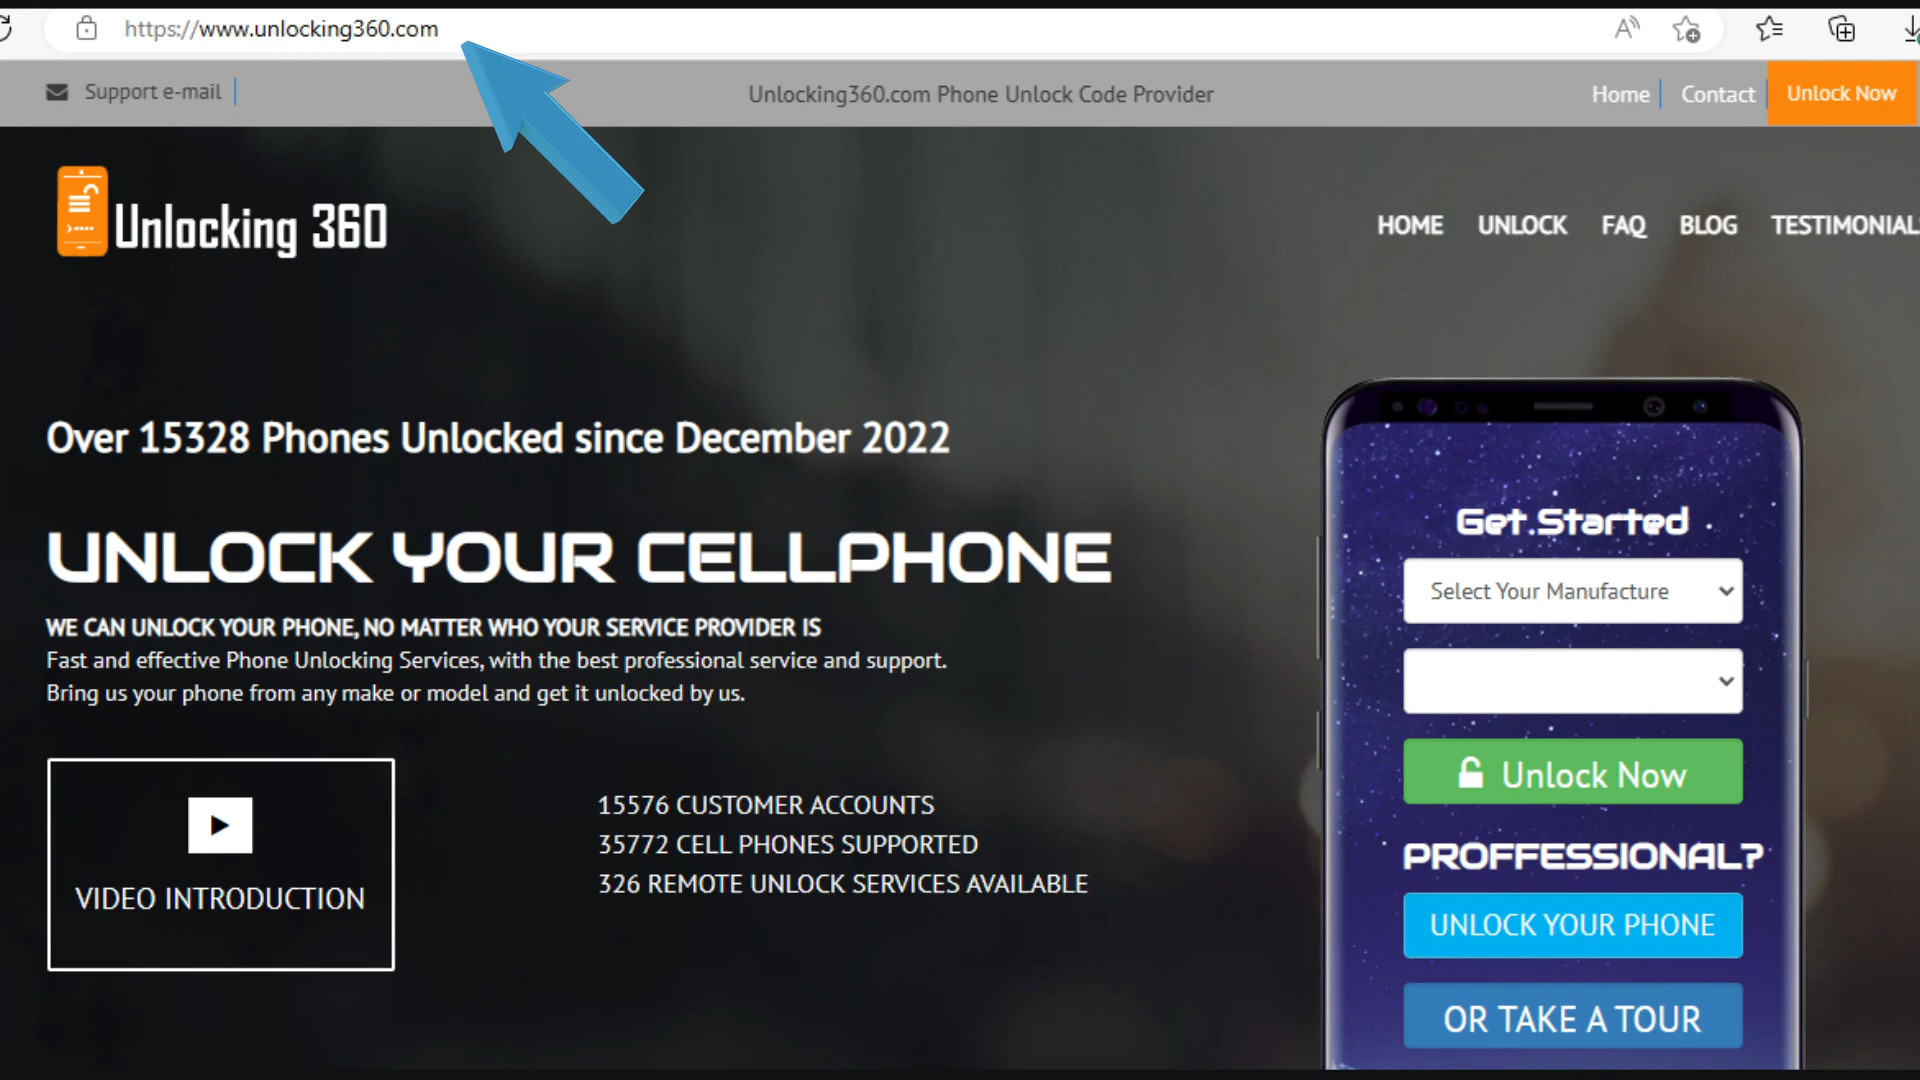 https://www.unlocking360.com
Support e-mail
Unlocking360.com Phone Unlock Code Provider
Home
Contact
Unlock Now
Unlocking 360
HOME
UNLOCK
FAQ
BLOG
TESTIMONIALS
Over 15328 Phones Unlocked since December 2022
UNLOCK YOUR CELLPHONE
WE CAN UNLOCK YOUR PHONE, NO MATTER WHO YOUR SERVICE PROVIDER IS
Fast and effective Phone Unlocking Services, with the best professional service and support.
Bring us your phone from any make or model and get it unlocked by us.
VIDEO INTRODUCTION
15576 CUSTOMER ACCOUNTS
35772 CELL PHONES SUPPORTED
326 REMOTE UNLOCK SERVICES AVAILABLE
Get Started
Select Your Manufacture
Unlock Now
PROFFESSIONAL?
UNLOCK YOUR PHONE
OR TAKE A TOUR